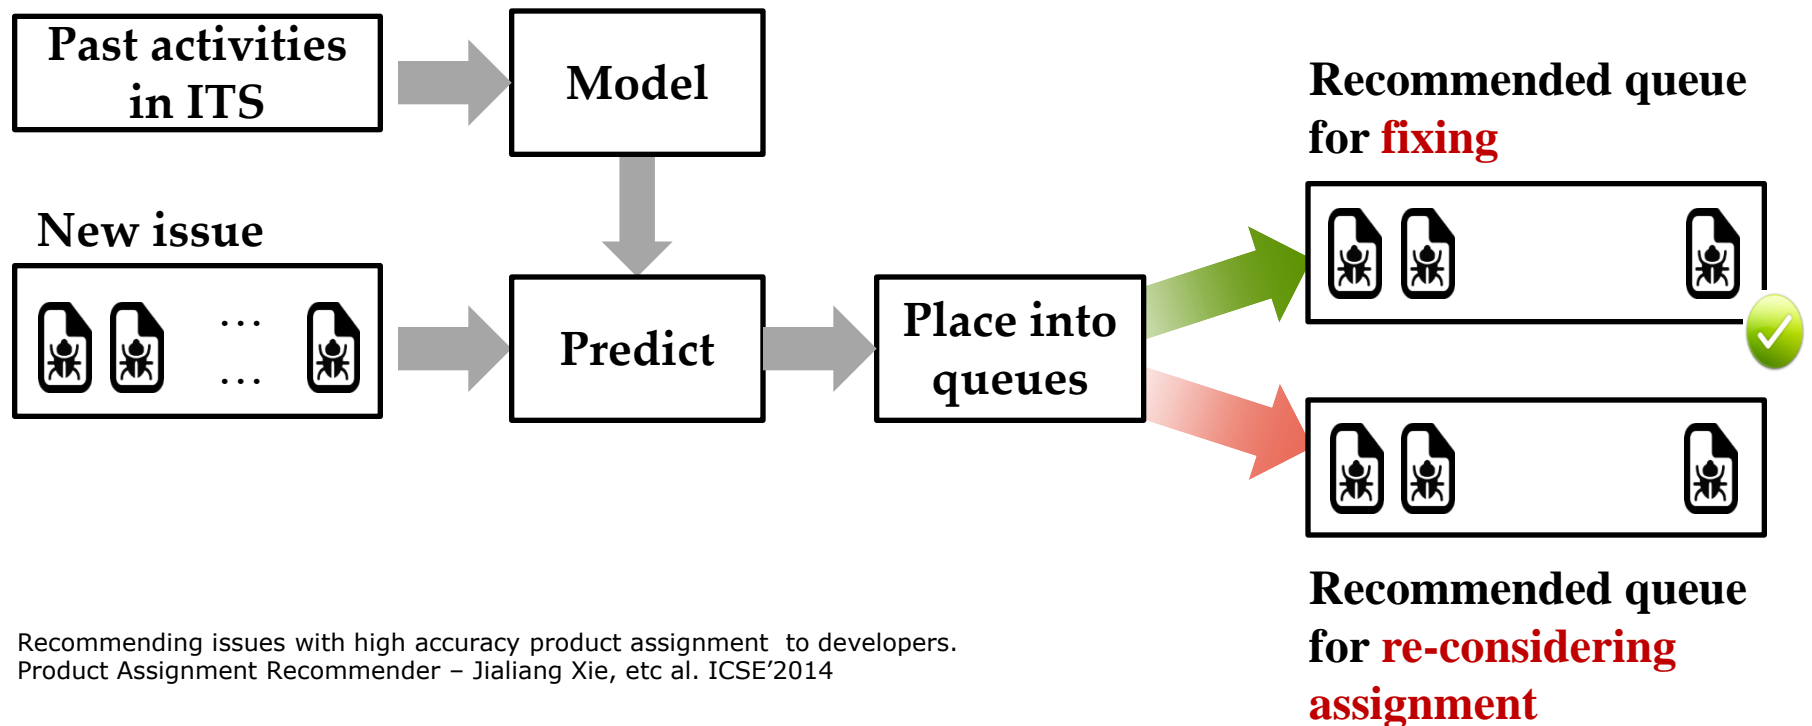 Past activities
in ITS
Model
Recommended queue
for fixing
New issue
...
...
Predict
Place into
queues
Recommended queue
for re-considering
assignment
Recommending issues with high accuracy product assignment  to developers.
Product Assignment Recommender – Jialiang Xie, etc al. ICSE’2014